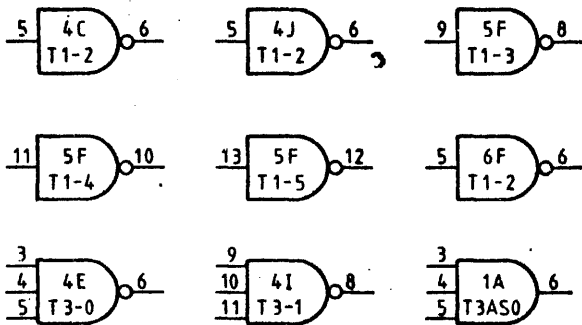 5 4C T1-2 6
5 4J T1-2 6
9 5F T1-3 8
11 5F T1-4 10
13 5F T1-5 12
5 6F T1-2 6
3 4 5 4E T3-0 6
9 10 11 4I T3-1 8
3 4 5 1A T3AS0 6